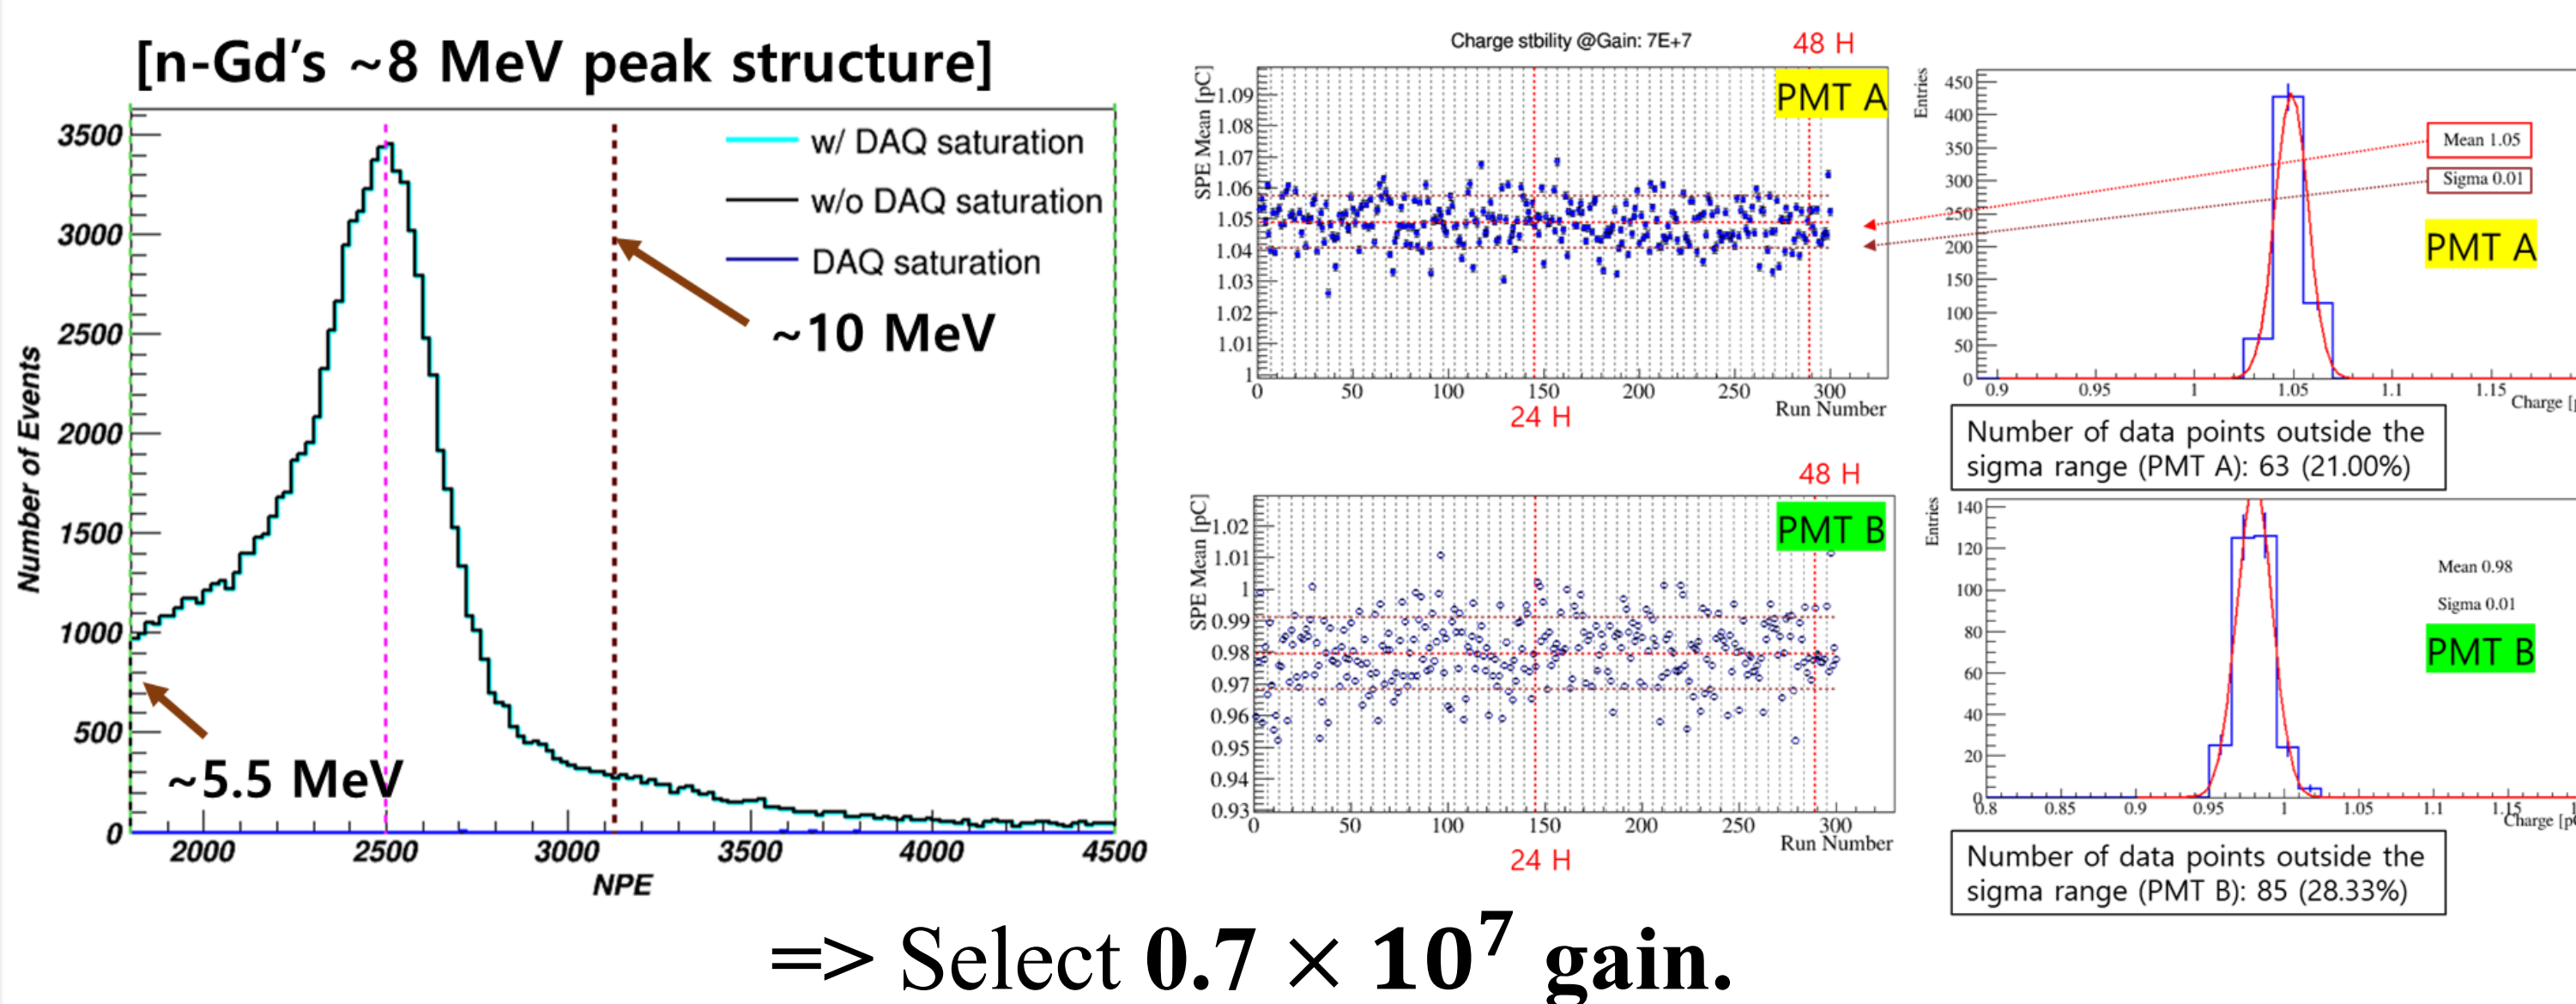 [n-Gd’s ~8 MeV peak structure]
w/ DAQ saturation
w/o DAQ saturation
DAQ saturation
~10 MeV
~5.5 MeV
Number of Events
3500
3000
2500
2000
1500
1000
500
0
2000 2500 3000 3500 4000 4500
NPE
Charge stbility @Gain: 7E+7
48 H
PMT A
SPE Mean [pC]
1.09
1.08
1.07
1.06
1.05
1.04
1.03
1.02
1.01
1
0 50 100 150 200 250 300
Run Number
24 H
Entries
450
400
350
300
250
200
150
100
50
0
Mean 1.05
Sigma 0.01
PMT A
0.9 0.95 1 1.05 1.1 1.15
Charge [p
Number of data points outside the
sigma range (PMT A): 63 (21.00%)
48 H
PMT B
SPE Mean [pC]
1.02
1.01
1
0.99
0.98
0.97
0.96
0.95
0.94
0.93
0 50 100 150 200 250 300
Run Number
24 H
Entries
140
120
100
80
60
40
20
0
Mean 0.98
Sigma 0.01
PMT B
0.8 0.85 0.9 0.95 1 1.05 1.1 1.15
Charge [p
Number of data points outside the
sigma range (PMT B): 85 (28.33%)
=> Select 0.7 × 10⁷ gain.